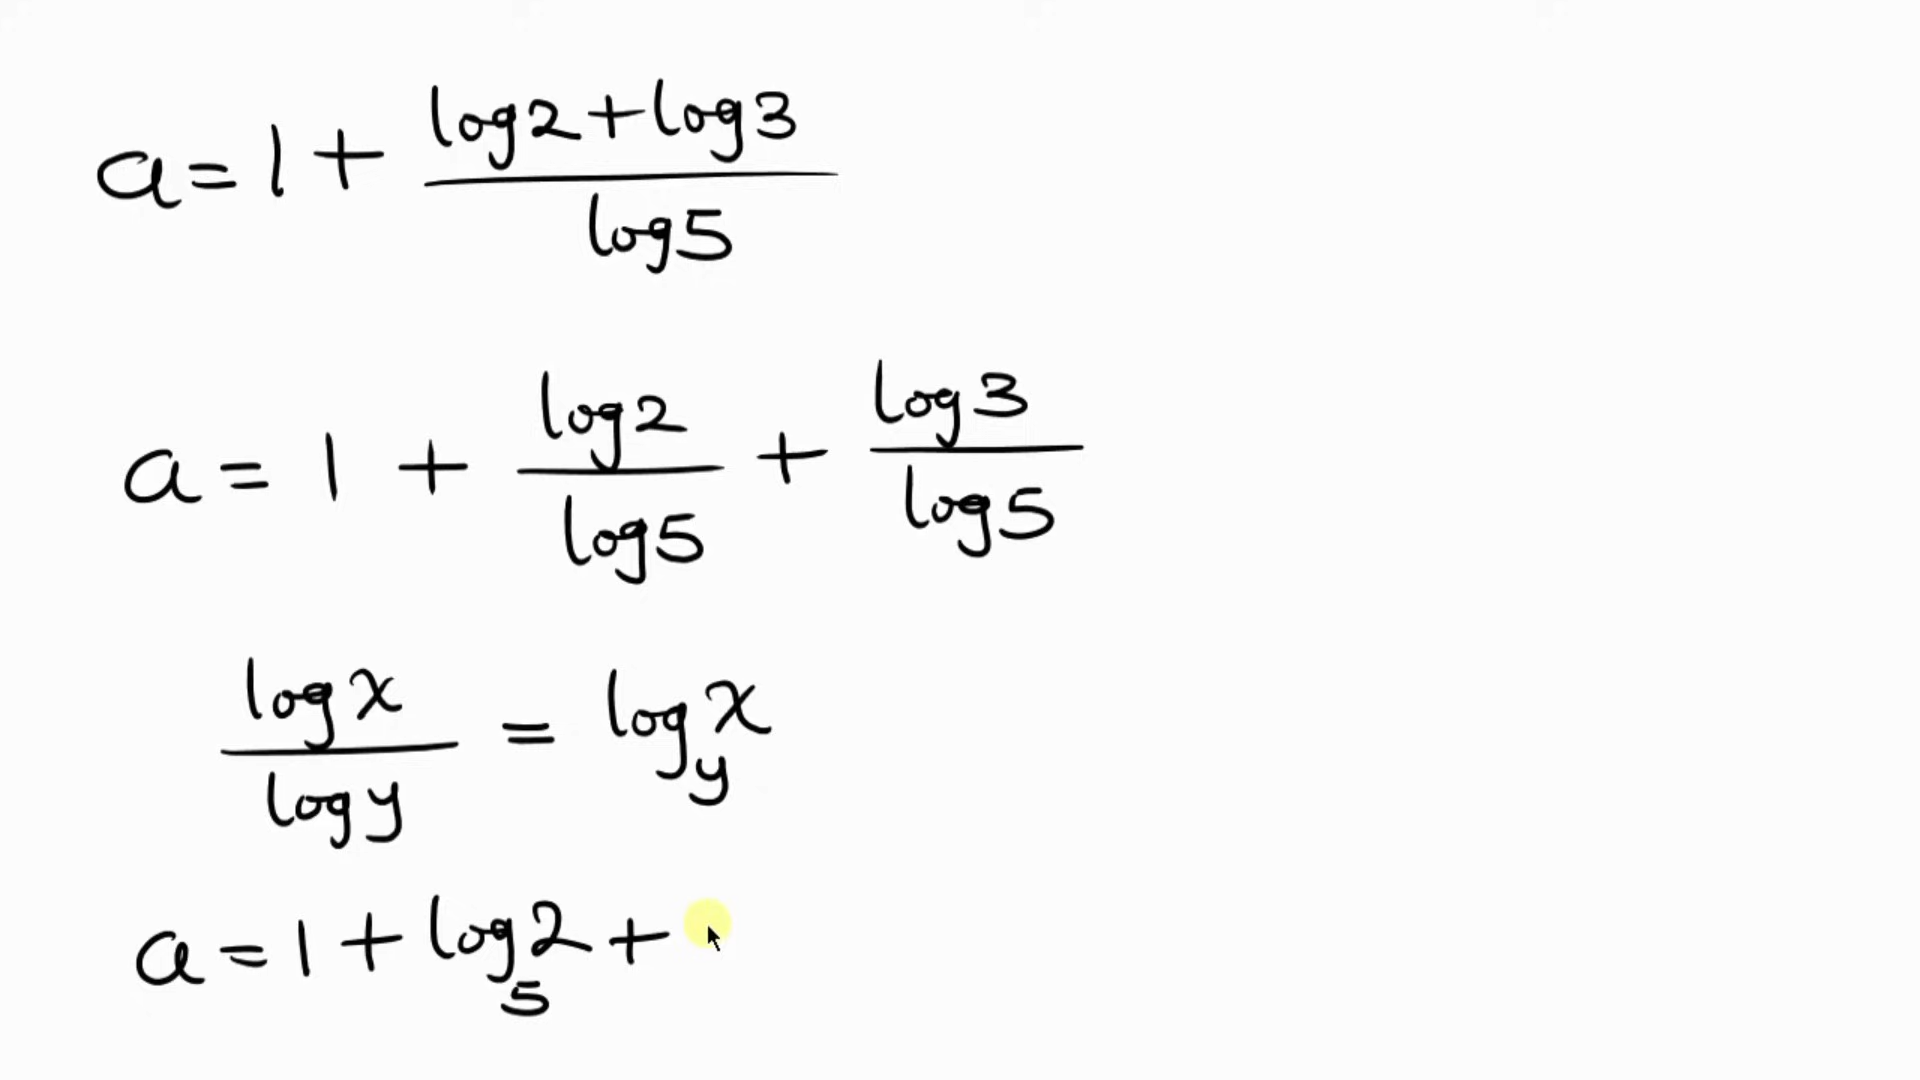 a = 1 + (log2 + log3) / log5
a = 1 + log2 / log5 + log3 / log5
logx / logy = log_y x
a = 1 + log_5 2 +